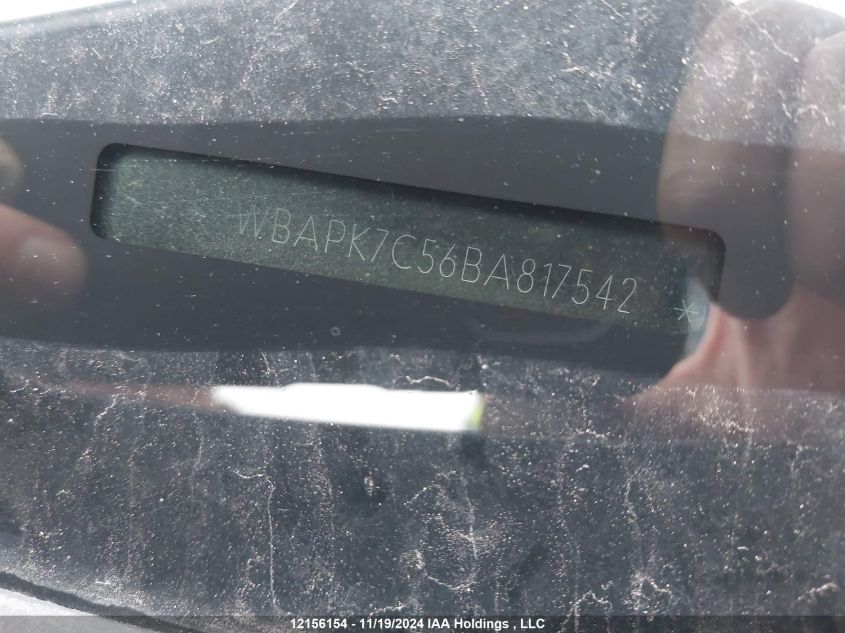 WBAPK7C56BA817542 *
12156154 - 11/19/2024 IAA Holdings , LLC